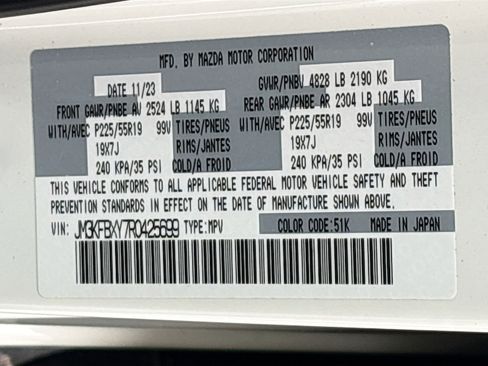 MFD. BY MAZDA MOTOR CORPORATION
DATE 11/23 GVWR/PNBV 4828 LB 2190 KG
FRONT GAWR/PNBE AV 2524 LB 1145 KG REAR GAWR/PNBE AR 2304 LB 1045 KG
WITH/AVEC P225/55R19 99V TIRES/PNEUS WITH/AVEC P225/55R19 99V TIRES/PNEUS
19X7J RIMS/JANTES 19X7J RIMS/JANTES
240 KPA/35 PSI COLD/A FROID 240 KPA/35 PSI COLD/A FROID
THIS VEHICLE CONFORMS TO ALL APPLICABLE FEDERAL MOTOR VEHICLE SAFETY AND THEFT
PREVENTION STANDARDS IN EFFECT ON THE DATE OF MANUFACTURE SHOWN ABOVE.
VIN: JM3KFBXY7R0425699 TYPE: MPV COLOR CODE: 51K MADE IN JAPAN